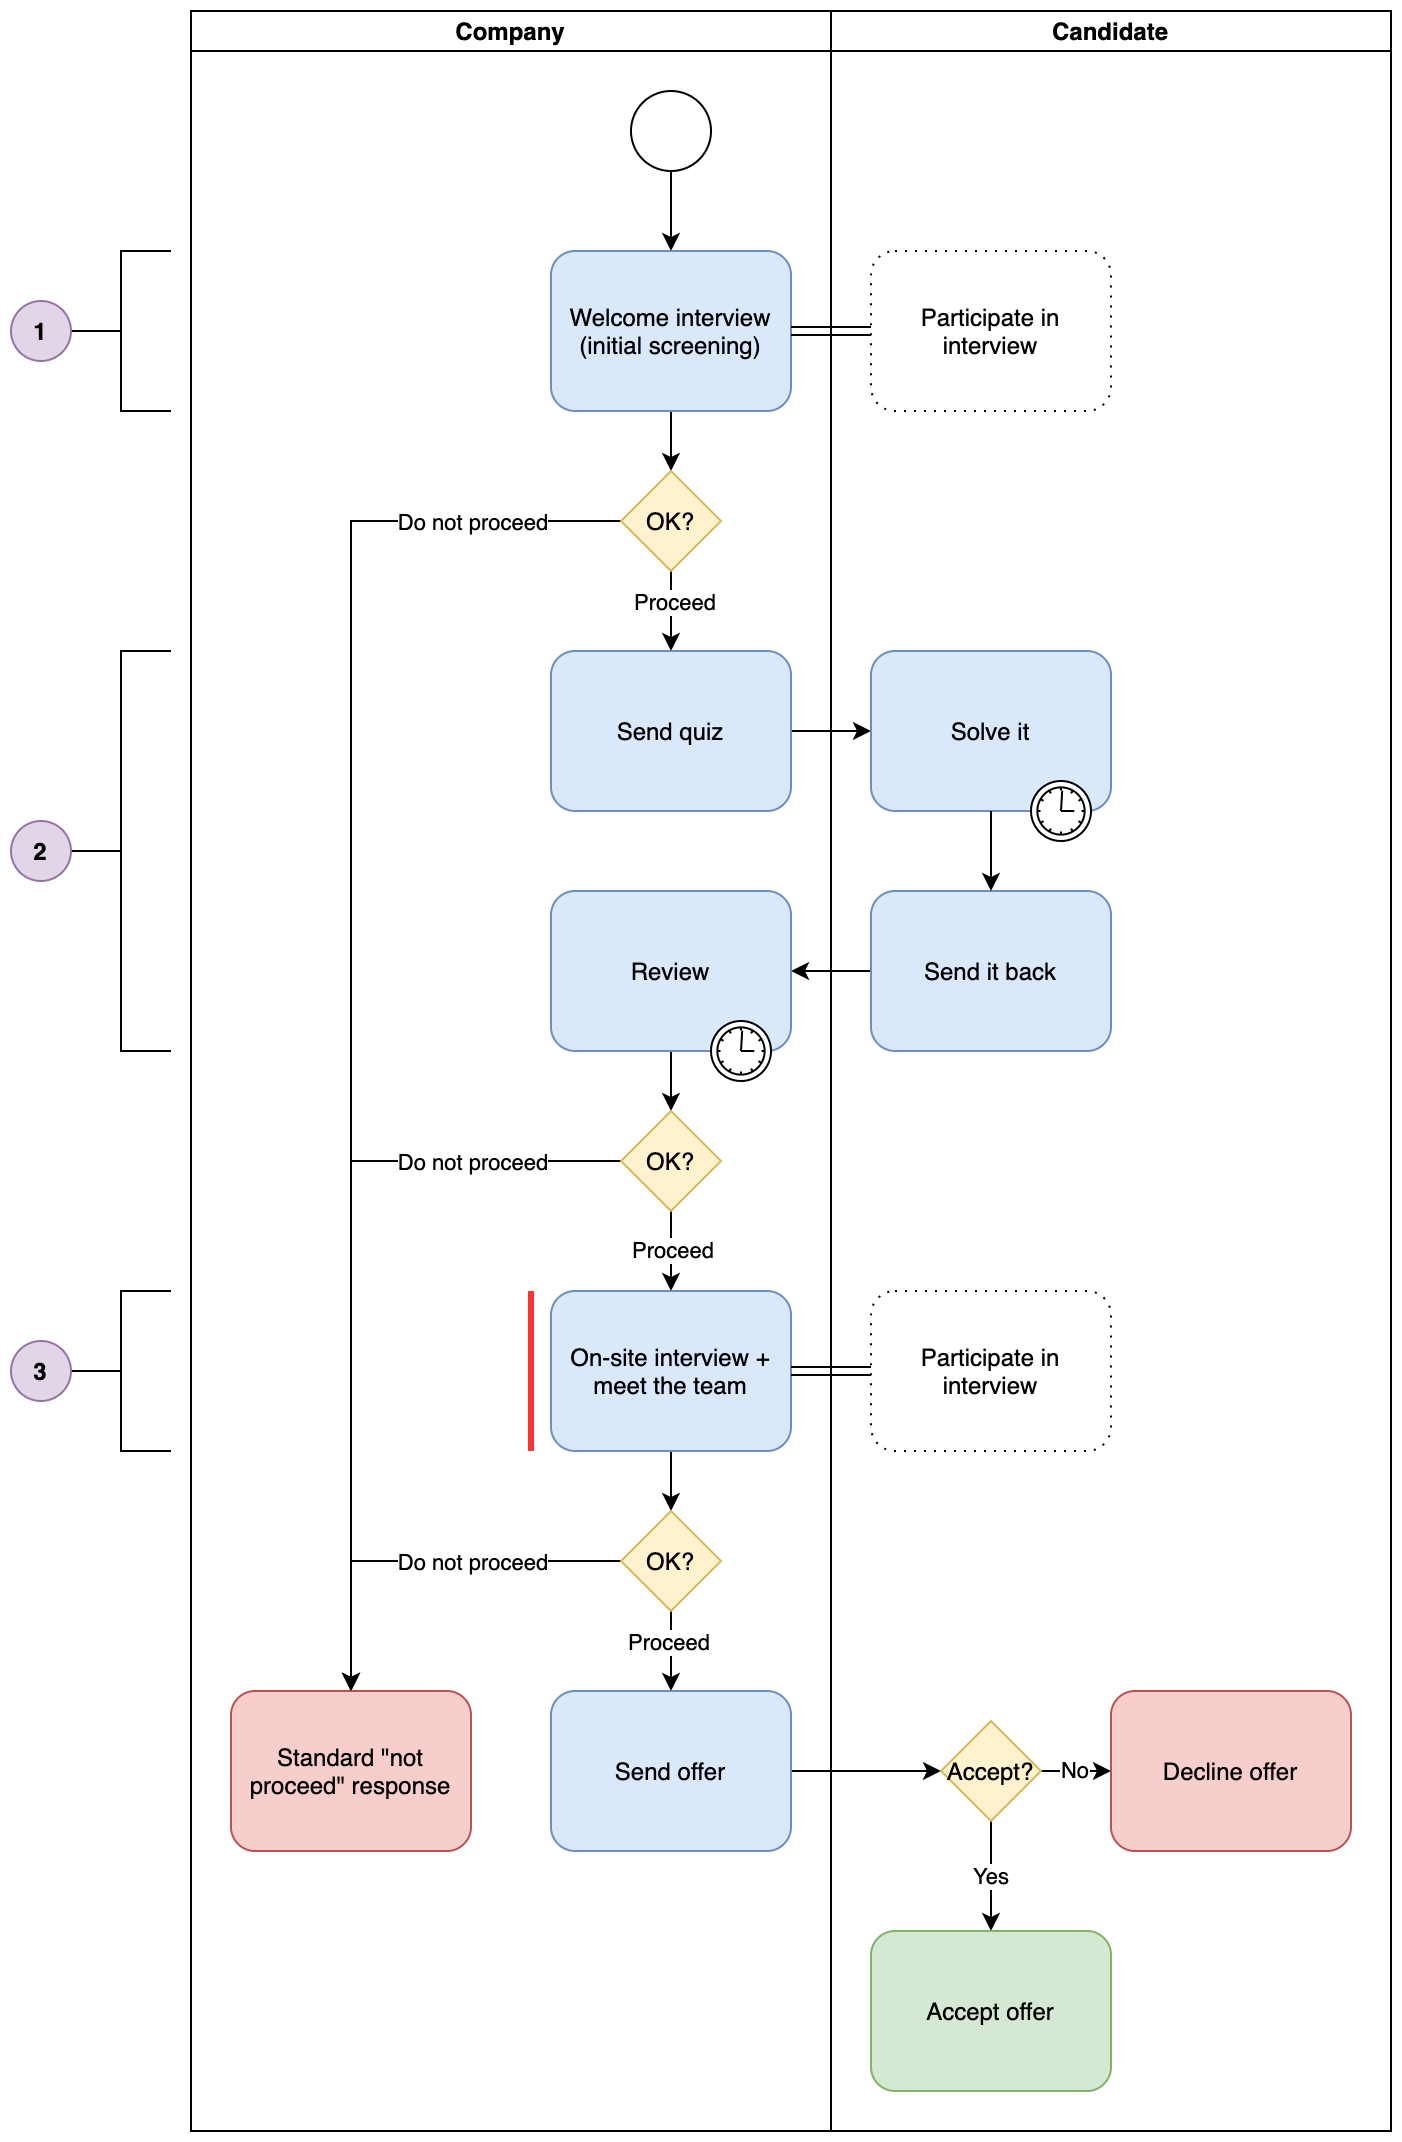 Company
Candidate
1
Welcome interview
(initial screening)
Participate in
interview
Do not proceed
OK?
Proceed
2
Send quiz
Solve it
Review
Send it back
Do not proceed
OK?
Proceed
3
On-site interview +
meet the team
Participate in
interview
Do not proceed
OK?
Proceed
Standard "not
proceed" response
Send offer
Accept?
No
Decline offer
Yes
Accept offer